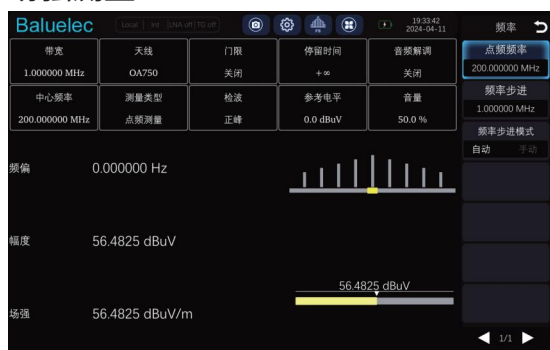 Baluelec
Local | Int |LNA off|TG off
19:33:42
2024-04-11
频率
带宽
1.000000 MHz
天线
OA750
门限
关闭
停留时间
+∞
音频解调
关闭
中心频率
200.000000 MHz
测量类型
点频测量
检波
正峰
参考电平
0.0 dBuV
音量
50.0 %
点频频率
200.000000 MHz
频率步进
1.000000 MHz
频率步进模式
自动 手动
频偏 0.000000 Hz
幅度 56.4825 dBuV
56.4825 dBuV
场强 56.4825 dBuV/m
1/1